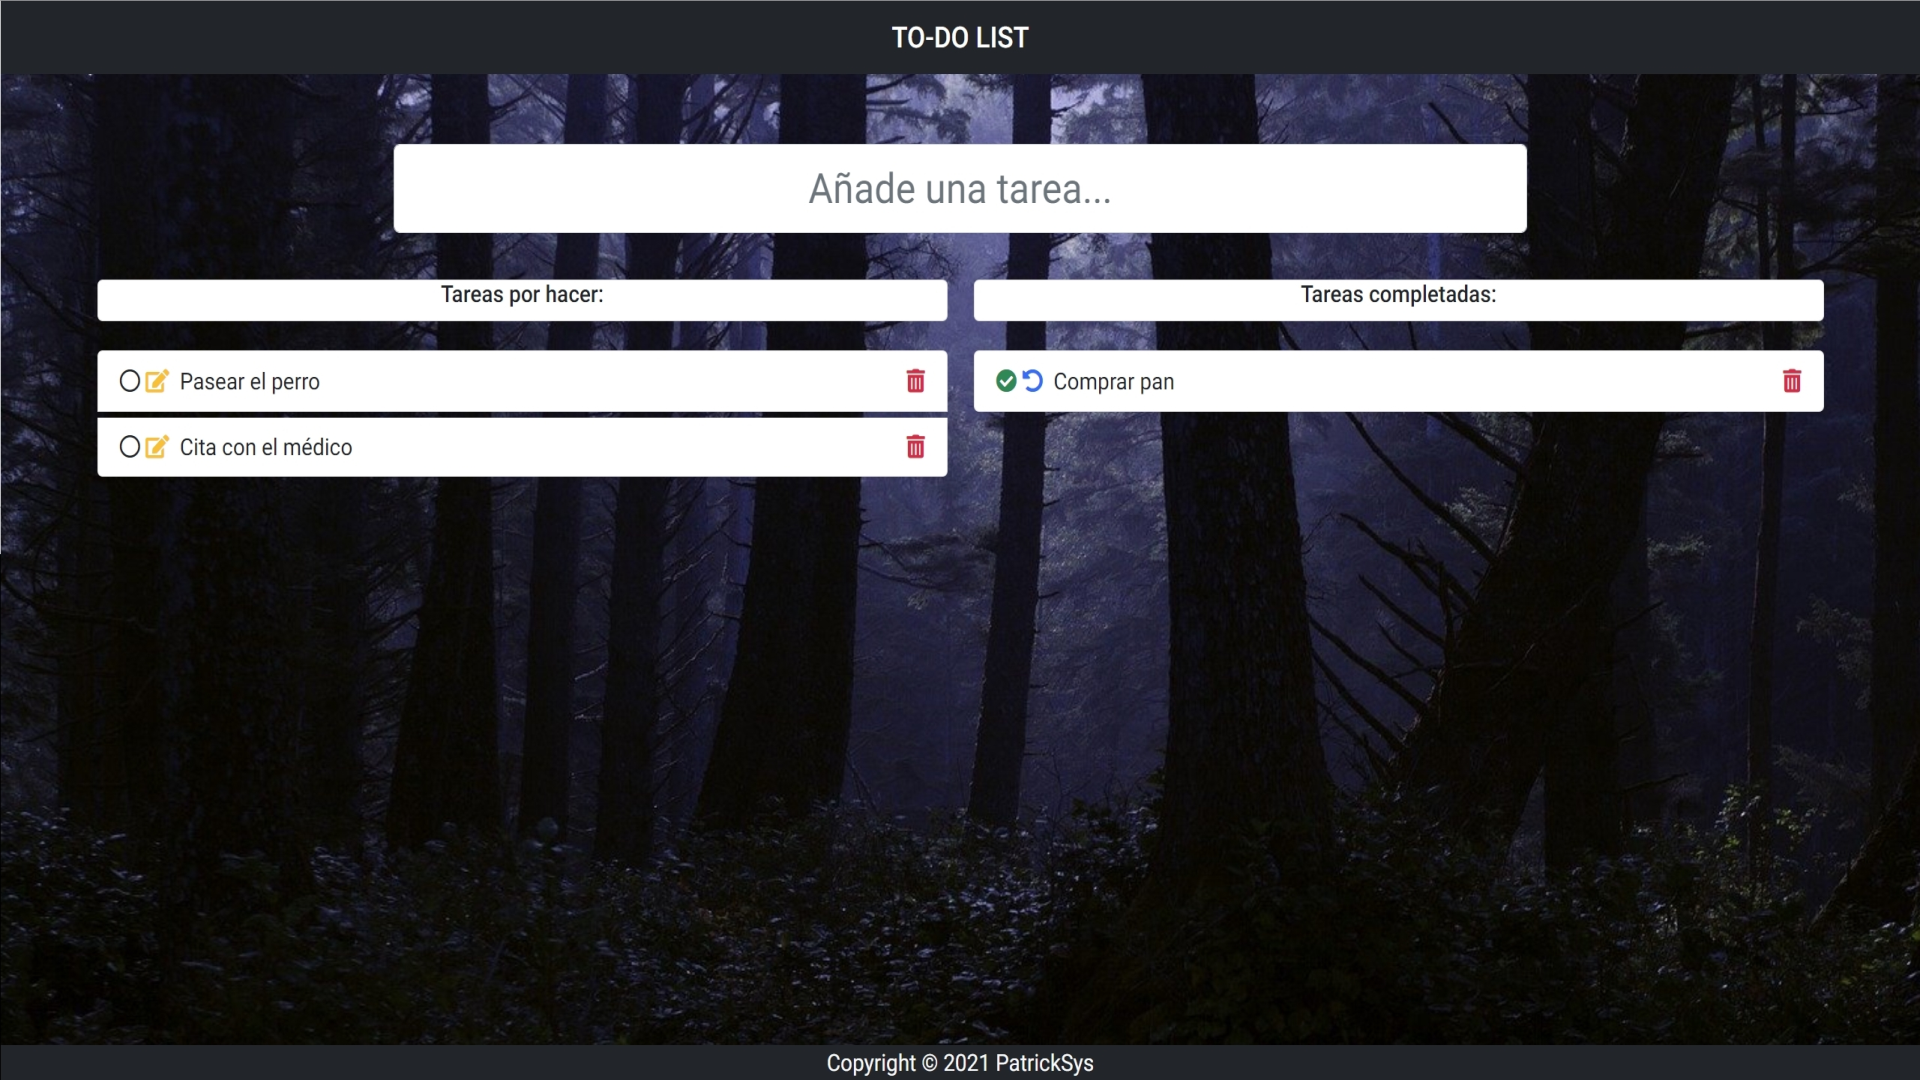 TO-DO LIST
Añade una tarea...
Tareas por hacer:
Pasear el perro
Cita con el médico
Tareas completadas:
Comprar pan
Copyright © 2021 PatrickSys